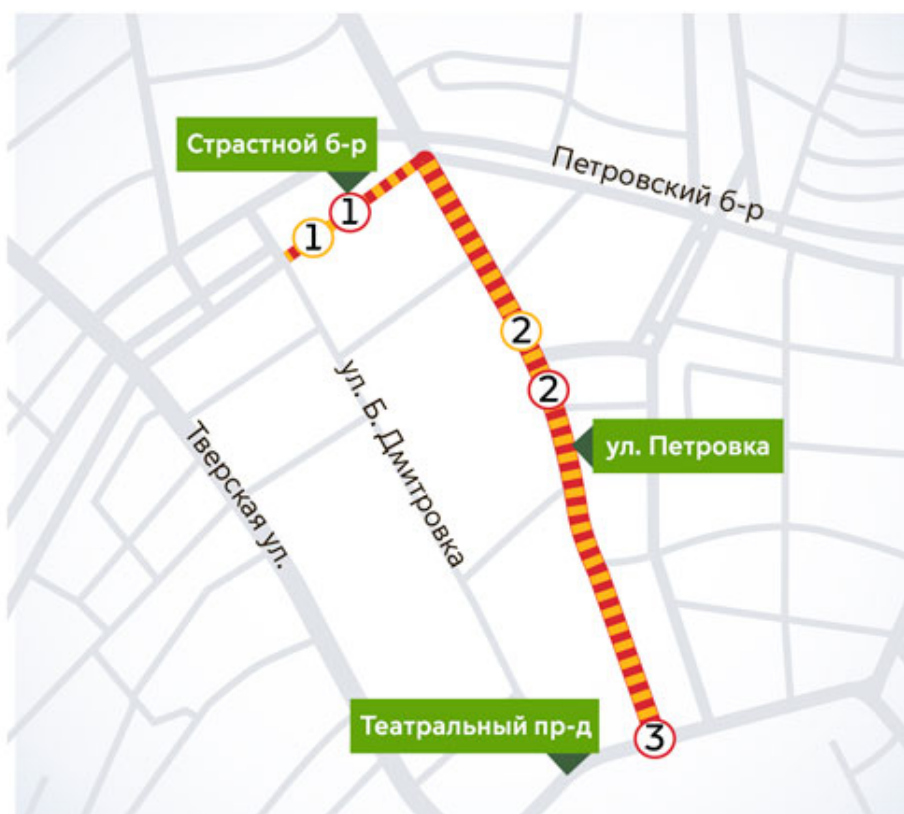 Страстной б-р
Петровский б-р
1
1
2
2
ул. Б. Дмитровка
ул. Петровка
Тверская ул.
Театральный пр-д
3